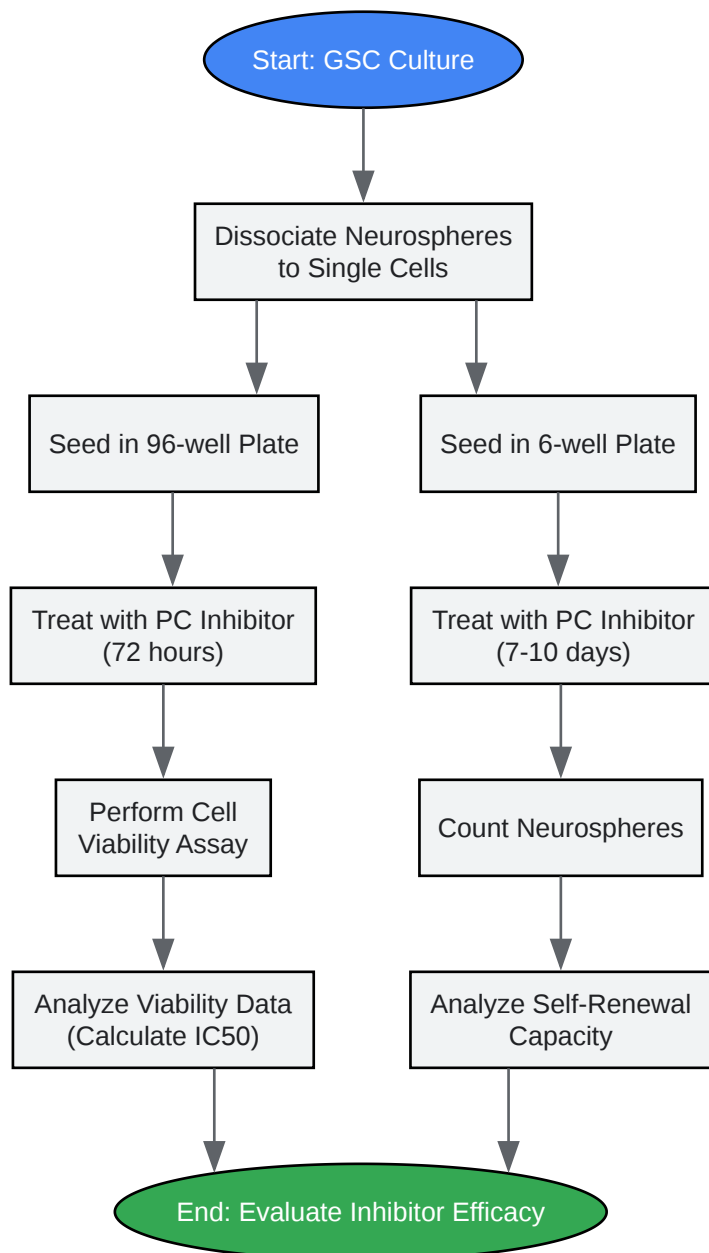 Start: GSC Culture
Dissociate Neurospheres
to Single Cells
Seed in 96-well Plate
Seed in 6-well Plate
Treat with PC Inhibitor
(72 hours)
Treat with PC Inhibitor
(7-10 days)
Perform Cell
Viability Assay
Count Neurospheres
Analyze Viability Data
(Calculate IC50)
Analyze Self-Renewal
Capacity
End: Evaluate Inhibitor Efficacy